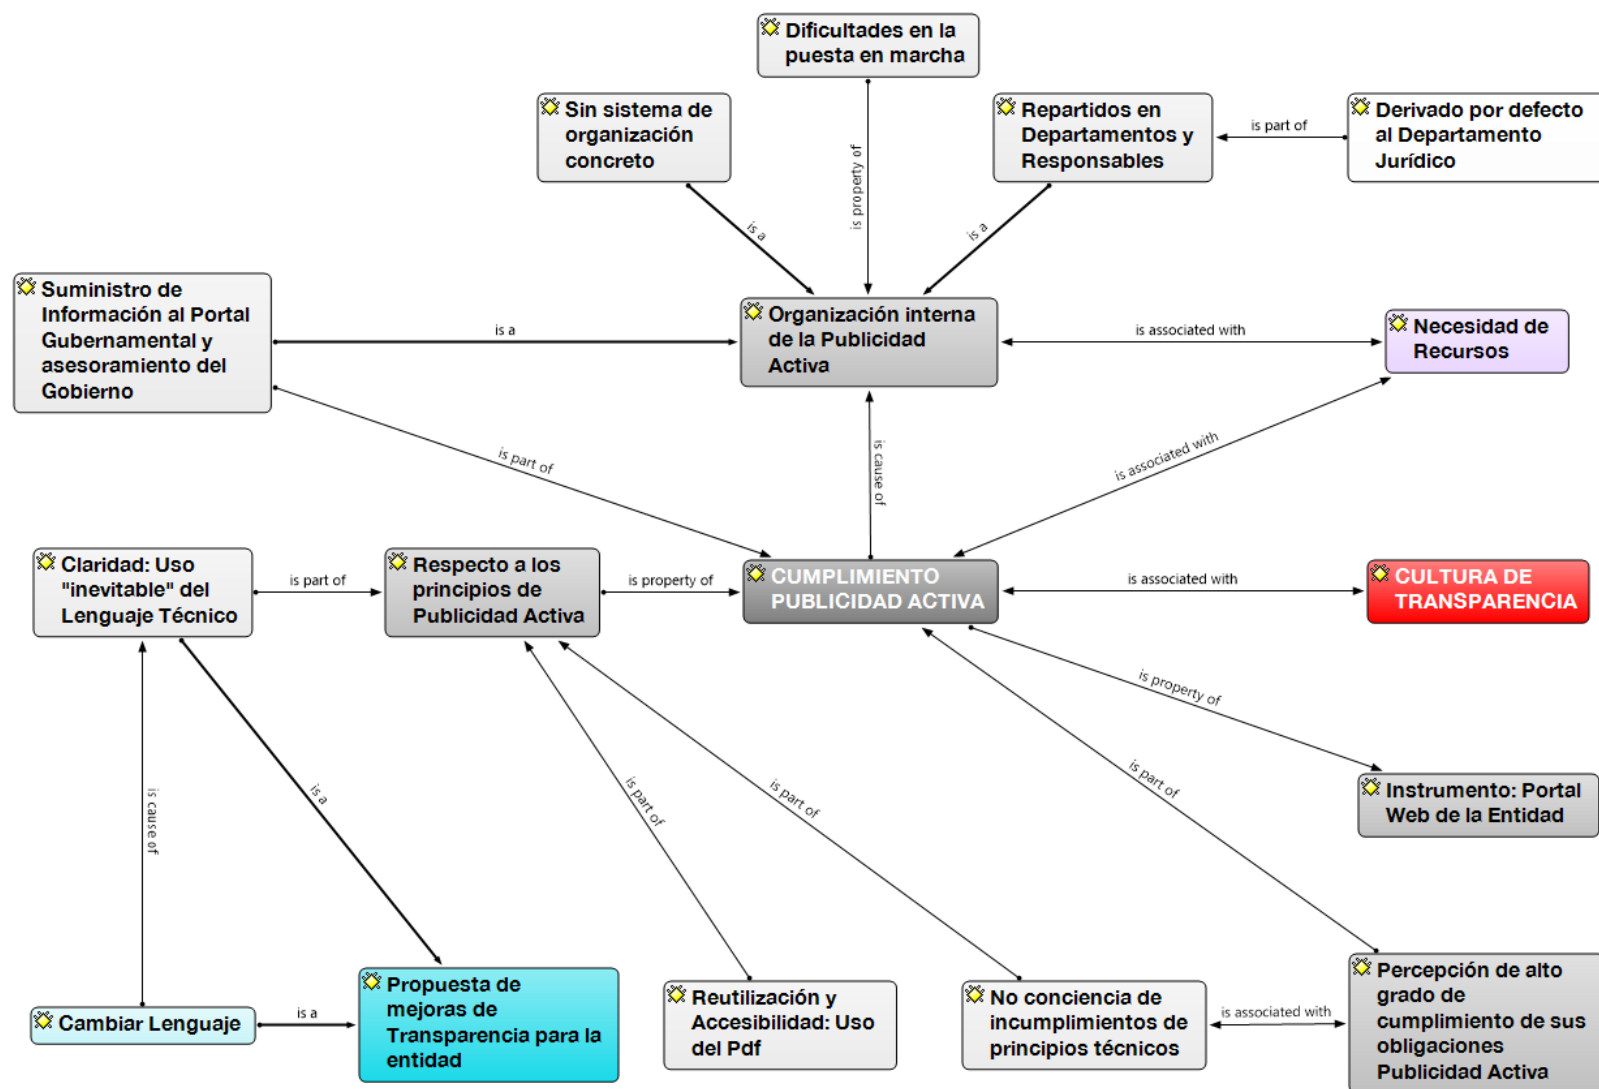 Dificultades en la
puesta en marcha
Sin sistema de
organización
concreto
Repartidos en
Departamentos y
Responsables
is part of
Derivado por defecto
al Departamento
Jurídico
is a
is property of
is a
Suministro de
Información al Portal
Gubernamental y
asesoramiento del
Gobierno
is a
Organización interna
de la Publicidad
Activa
is associated with
Necesidad de
Recursos
is part of
is cause of
is associated with
Claridad: Uso
"inevitable" del
Lenguaje Técnico
is part of
Respecto a los
principios de
Publicidad Activa
is property of
CUMPLIMIENTO
PUBLICIDAD ACTIVA
is associated with
CULTURA DE
TRANSPARENCIA
is property of
is cause of
is a
is part of
is part of
is part of
Instrumento: Portal
Web de la Entidad
Cambiar Lenguaje
is a
Propuesta de
mejoras de
Transparencia para la
entidad
Reutilización y
Accesibilidad: Uso
del Pdf
No conciencia de
incumplimientos de
principios técnicos
is associated with
Percepción de alto
grado de
cumplimiento de sus
obligaciones
Publicidad Activa